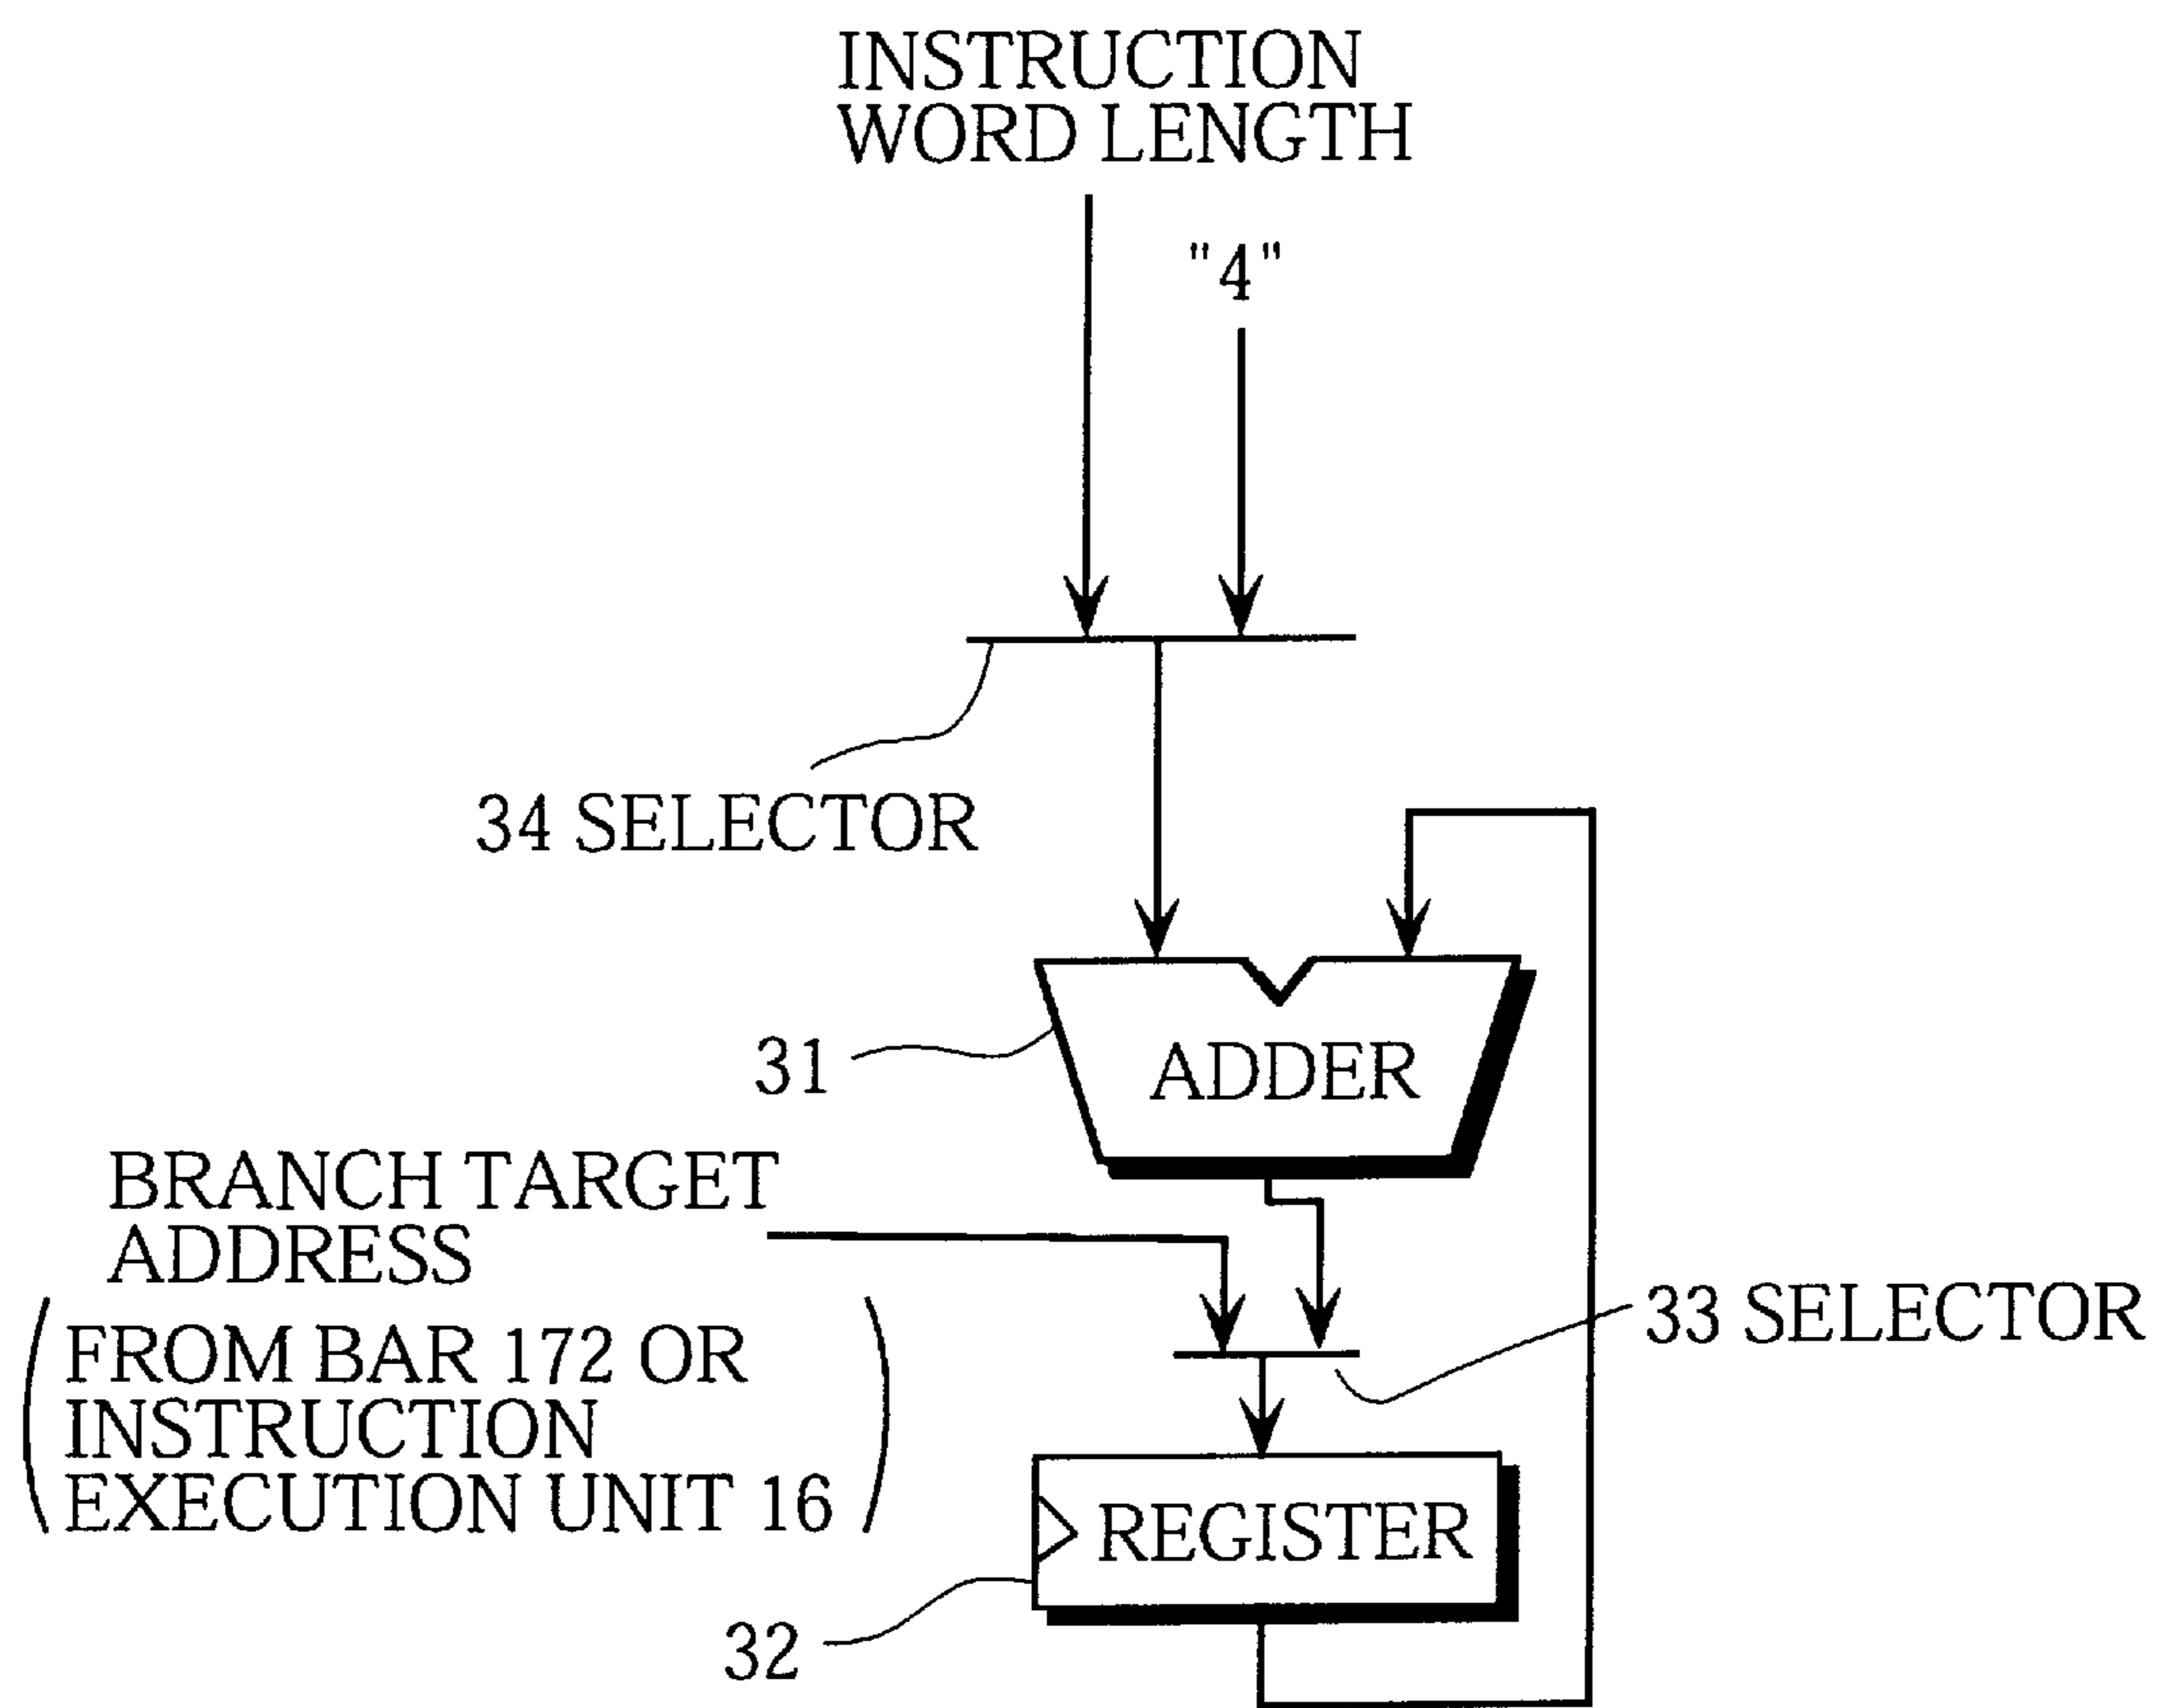 INSTRUCTION
WORD LENGTH
"4"
34 SELECTOR
31
ADDER
BRANCH TARGET
ADDRESS
(FROM BAR 172 OR
INSTRUCTION
EXECUTION UNIT 16)
33 SELECTOR
REGISTER
32